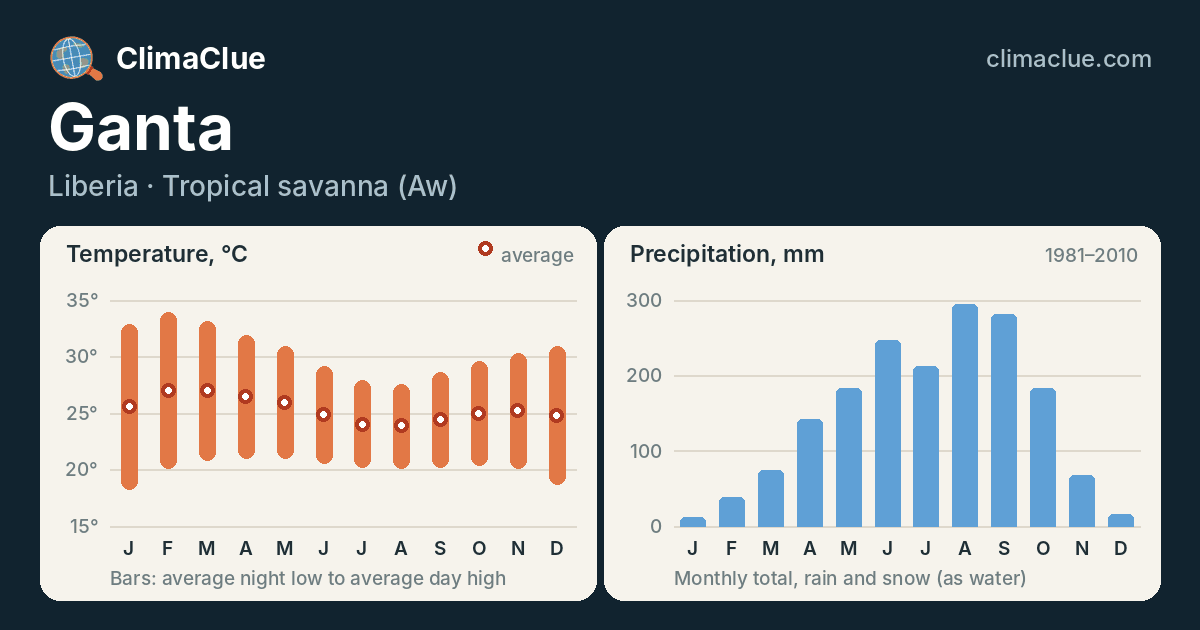 ClimaClue
climaclue.com
Ganta
Liberia · Tropical savanna (Aw)
Temperature, °C
average
35°
30°
25°
20°
15°
J F M A M J J A S O N D
Bars: average night low to average day high
Precipitation, mm
1981–2010
300
200
100
0
J F M A M J J A S O N D
Monthly total, rain and snow (as water)